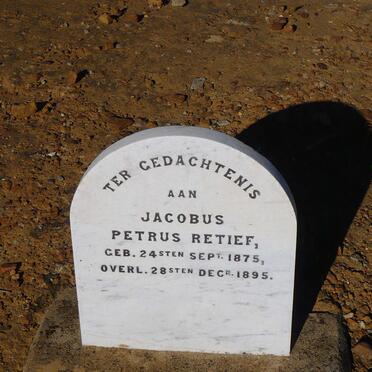 TER GEDACHTENIS
AAN
JACOBUS
PETRUS RETIEF,
GEB. 24STEN SEPT. 1875,
OVERL. 28STEN DECR. 1895.